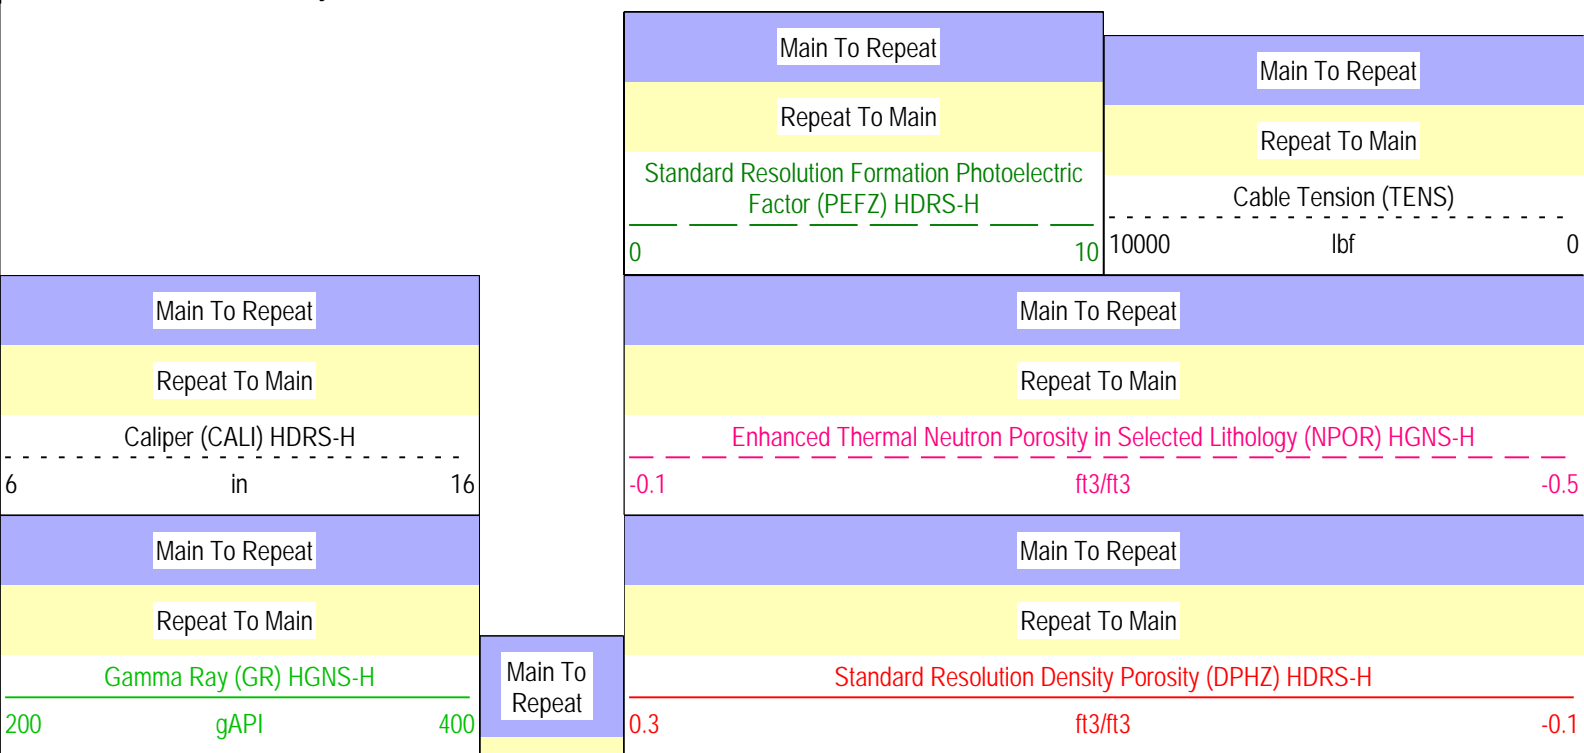 Main To Repeat
Repeat To Main
Standard Resolution Formation Photoelectric
Factor (PEFZ) HDRS-H
0 10
Main To Repeat
Repeat To Main
Cable Tension (TENS)
10000 lbf 0
Main To Repeat
Repeat To Main
Caliper (CALI) HDRS-H
6 in 16
Main To Repeat
Repeat To Main
Enhanced Thermal Neutron Porosity in Selected Lithology (NPOR) HGNS-H
-0.1 ft3/ft3 -0.5
Main To Repeat
Repeat To Main
Gamma Ray (GR) HGNS-H
200 gAPI 400
Main To
Repeat
Main To Repeat
Repeat To Main
Standard Resolution Density Porosity (DPHZ) HDRS-H
0.3 ft3/ft3 -0.1